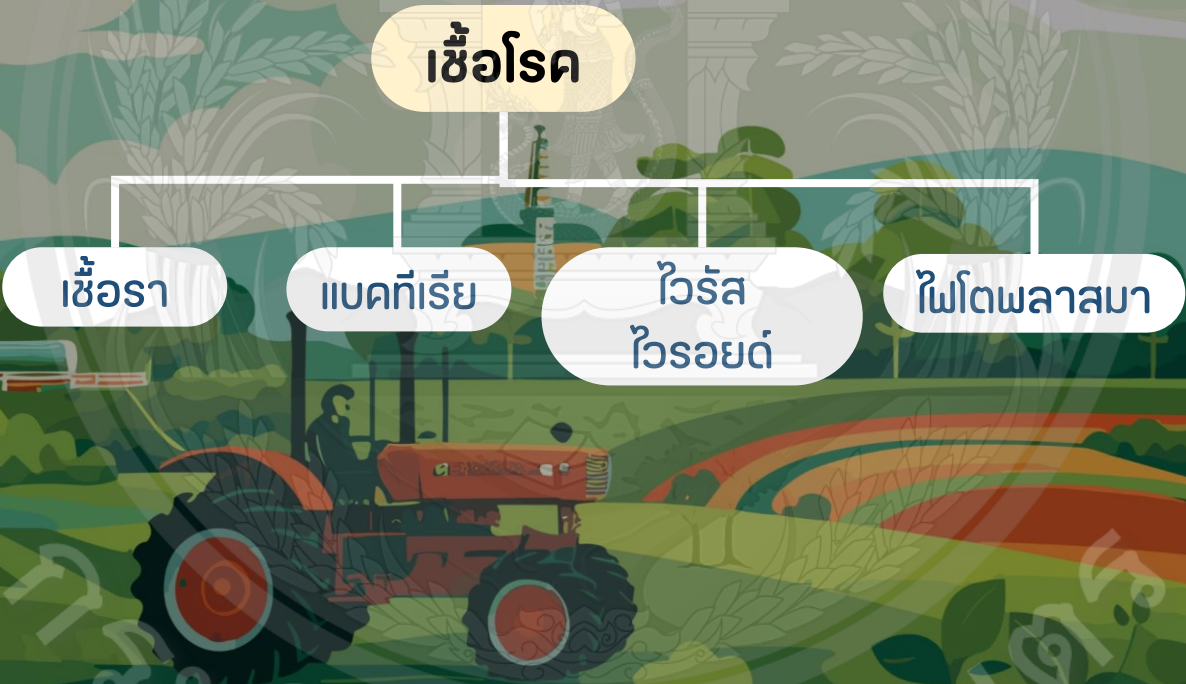 เชื้อโรค
เชื้อรา
แบคทีเรีย
ไวรัส
ไวรอยด์
ไฟโตพลาสมา